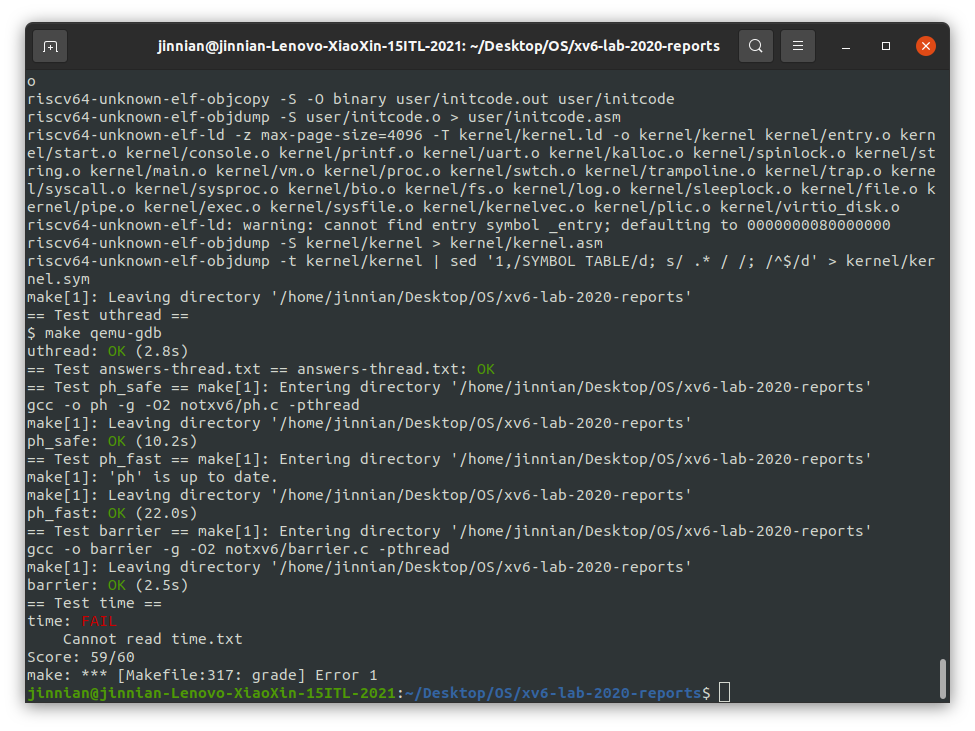 jinnian@jinnian-Lenovo-XiaoXin-15ITL-2021: ~/Desktop/OS/xv6-lab-2020-reports
o
riscv64-unknown-elf-objcopy -S -O binary user/initcode.out user/initcode
riscv64-unknown-elf-objdump -S user/initcode.o > user/initcode.asm
riscv64-unknown-elf-ld -z max-page-size=4096 -T kernel/kernel.ld -o kernel/kernel kernel/entry.o kern
el/start.o kernel/console.o kernel/printf.o kernel/uart.o kernel/kalloc.o kernel/spinlock.o kernel/st
ring.o kernel/main.o kernel/vm.o kernel/proc.o kernel/swtch.o kernel/trampoline.o kernel/trap.o kerne
l/syscall.o kernel/sysproc.o kernel/bio.o kernel/fs.o kernel/log.o kernel/sleeplock.o kernel/file.o k
ernel/pipe.o kernel/exec.o kernel/sysfile.o kernel/kernelvec.o kernel/plic.o kernel/virtio_disk.o
riscv64-unknown-elf-ld: warning: cannot find entry symbol _entry; defaulting to 0000000080000000
riscv64-unknown-elf-objdump -S kernel/kernel > kernel/kernel.asm
riscv64-unknown-elf-objdump -t kernel/kernel | sed '1,/SYMBOL TABLE/d; s/ .* / /; /^$/d' > kernel/ker
nel.sym
make[1]: Leaving directory '/home/jinnian/Desktop/OS/xv6-lab-2020-reports'
== Test uthread ==
$ make qemu-gdb
uthread: OK (2.8s)
== Test answers-thread.txt == answers-thread.txt: OK
== Test ph_safe == make[1]: Entering directory '/home/jinnian/Desktop/OS/xv6-lab-2020-reports'
gcc -o ph -g -O2 notxv6/ph.c -pthread
make[1]: Leaving directory '/home/jinnian/Desktop/OS/xv6-lab-2020-reports'
ph_safe: OK (10.2s)
== Test ph_fast == make[1]: Entering directory '/home/jinnian/Desktop/OS/xv6-lab-2020-reports'
make[1]: 'ph' is up to date.
make[1]: Leaving directory '/home/jinnian/Desktop/OS/xv6-lab-2020-reports'
ph_fast: OK (22.0s)
== Test barrier == make[1]: Entering directory '/home/jinnian/Desktop/OS/xv6-lab-2020-reports'
gcc -o barrier -g -O2 notxv6/barrier.c -pthread
make[1]: Leaving directory '/home/jinnian/Desktop/OS/xv6-lab-2020-reports'
barrier: OK (2.5s)
== Test time ==
time: FAIL
    Cannot read time.txt
Score: 59/60
make: *** [Makefile:317: grade] Error 1
jinnian@jinnian-Lenovo-XiaoXin-15ITL-2021:~/Desktop/OS/xv6-lab-2020-reports$